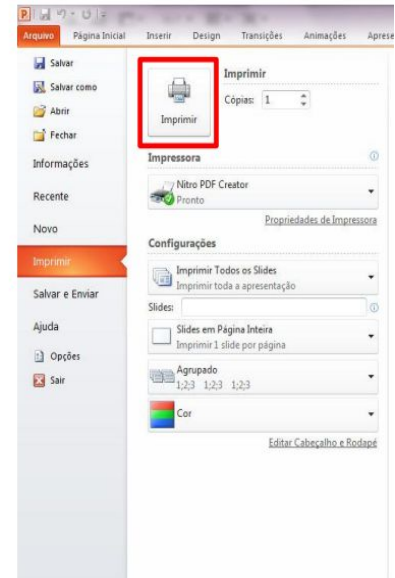 P
Arquivo Página Inicial Inserir Design Transições Animações Aprese
Salvar
Salvar como
Abrir
Fechar
Informações
Recente
Novo
Imprimir
Salvar e Enviar
Ajuda
Opções
Sair
Imprimir
Imprimir
Cópias: 1
Impressora
Nitro PDF Creator
Pronto
Propriedades de Impressora
Configurações
Imprimir Todos os Slides
Imprimir toda a apresentação
Slides:
Slides em Página Inteira
Imprimir 1 slide por página
Agrupado
1;2;3 1;2;3 1;2;3
Cor
Editar Cabeçalho e Rodapé